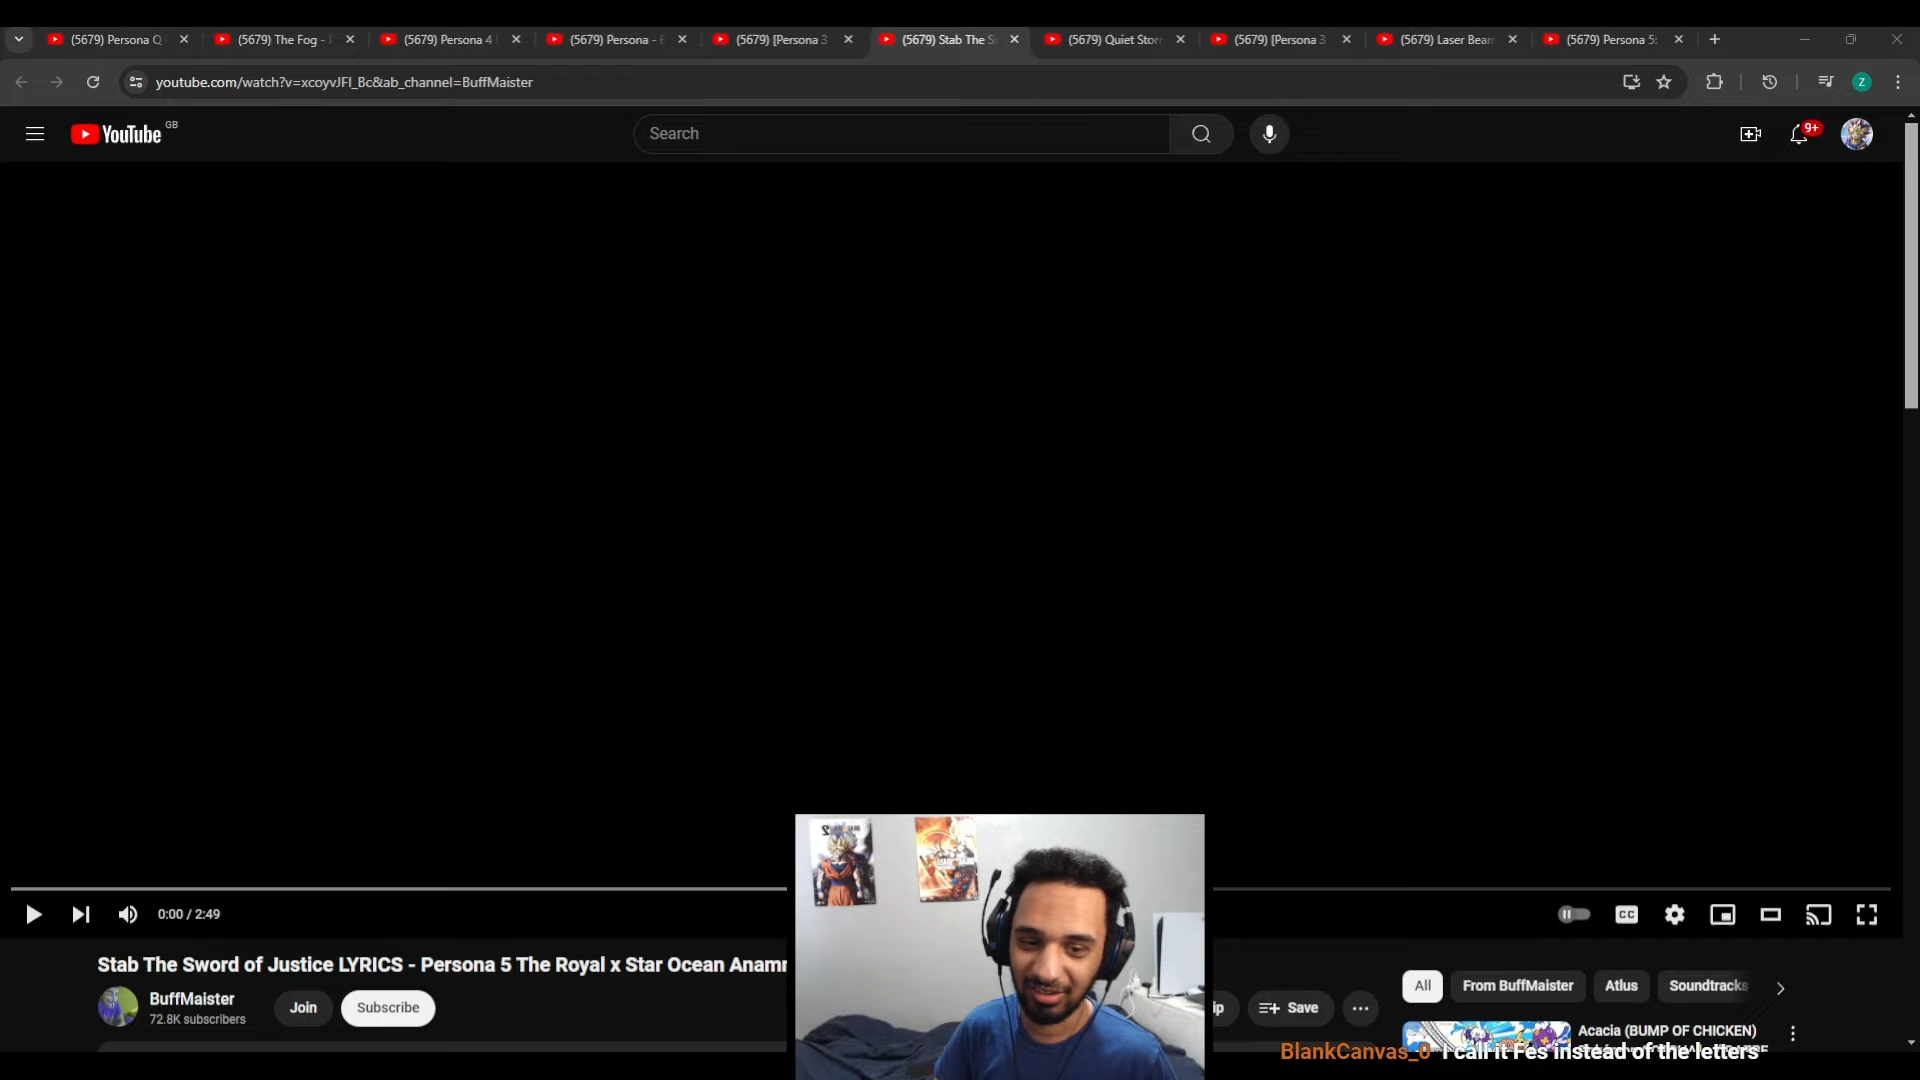 (5679) Persona Q
(5679) The Fog -
(5679) Persona 4
(5679) Persona -
(5679) [Persona 3
(5679) Stab The S
(5679) Quiet Storm
(5679) [Persona 3
(5679) Laser Beam
(5679) Persona 5:
youtube.com/watch?v=xcoyvJFI_Bc&ab_channel=BuffMaister
Z
YouTube GB
Search
9+
0:00 / 2:49
CC
Stab The Sword of Justice LYRICS - Persona 5 The Royal x Star Ocean Anam
BuffMaister
72.8K subscribers
Join
Subscribe
ip
Save
All
From BuffMaister
Atlus
Soundtracks
Acacia (BUMP OF CHICKEN)
BlankCanvas_0 I call it Fes instead of the letters